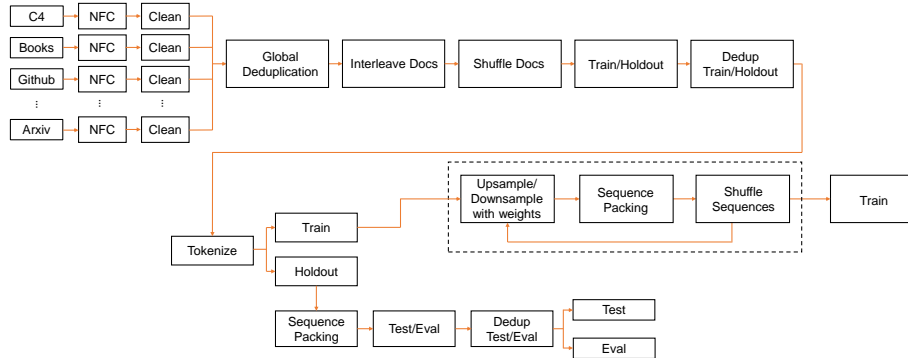 C4
NFC
Clean
Books
NFC
Clean
Github
NFC
Clean
...
...
...
Arxiv
NFC
Clean
Global
Deduplication
Interleave Docs
Shuffle Docs
Train/Holdout
Dedup
Train/Holdout
Tokenize
Train
Holdout
Upsample/
Downsample
with weights
Sequence
Packing
Shuffle
Sequences
Train
Sequence
Packing
Test/Eval
Dedup
Test/Eval
Test
Eval